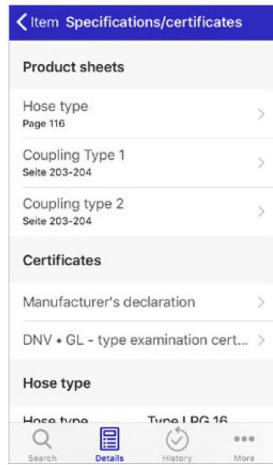 Item Specifications/certificates
Product sheets
Hose type
Page 116
Coupling Type 1
Seite 203-204
Coupling type 2
Seite 203-204
Certificates
Manufacturer's declaration
DNV • GL - type examination cert...
Hose type
Hose type Type LPG 16
Search Details History More